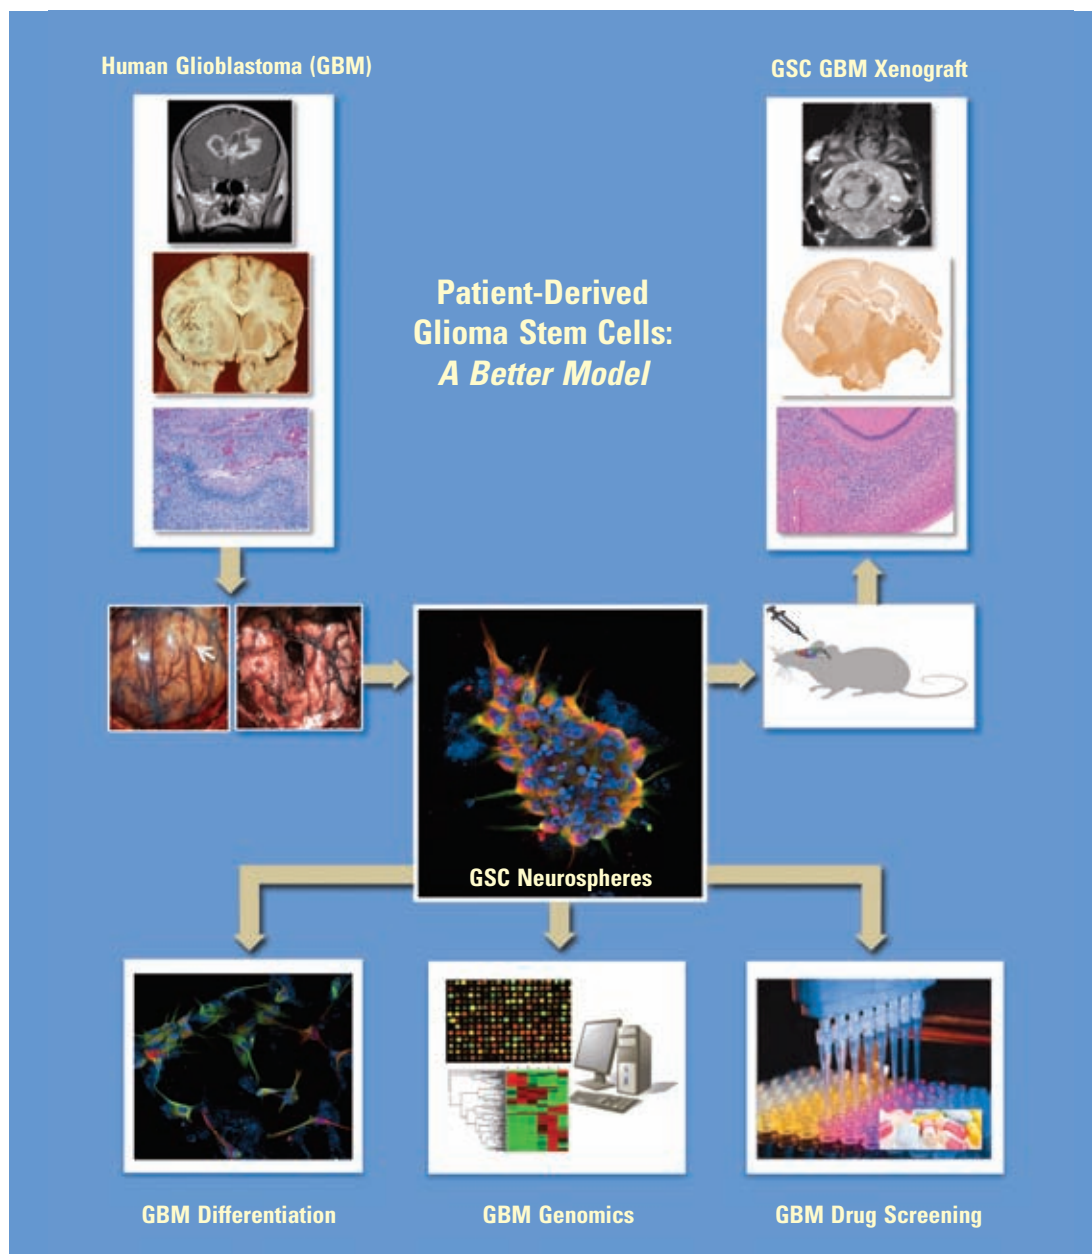 Human Glioblastoma (GBM)
GSC GBM Xenograft
Patient-Derived
Glioma Stem Cells:
A Better Model
GSC Neurospheres
GBM Differentiation
GBM Genomics
GBM Drug Screening